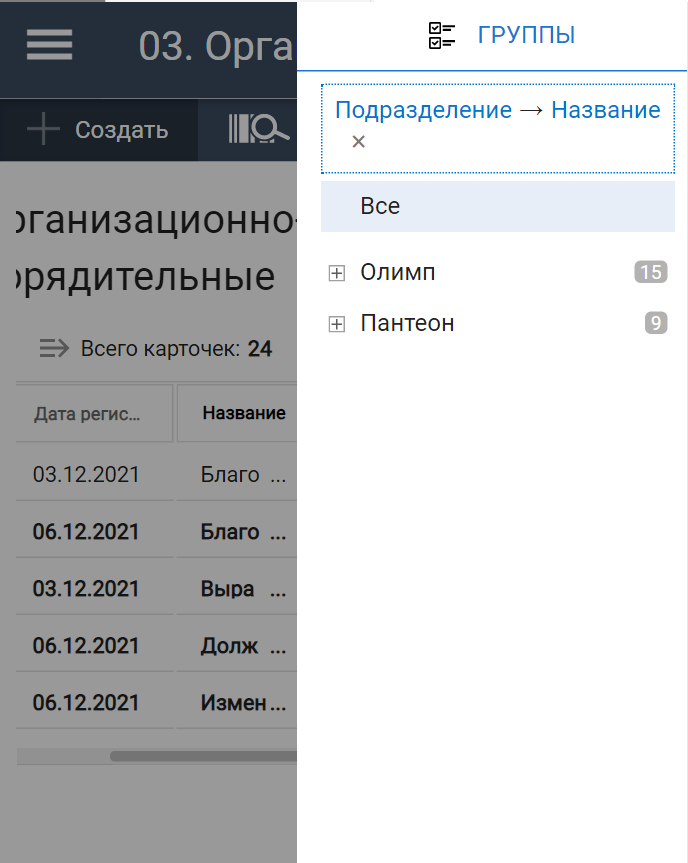 03. Орга
Создать
рганизационно-
орядительные
Всего карточек: 24
Дата регис... Название
03.12.2021 Благо ...
06.12.2021 Благо ...
03.12.2021 Выра ...
06.12.2021 Долж ...
06.12.2021 Измен ...
ГРУППЫ
Подразделение → Название
×
Все
Олимп 15
Пантеон 9